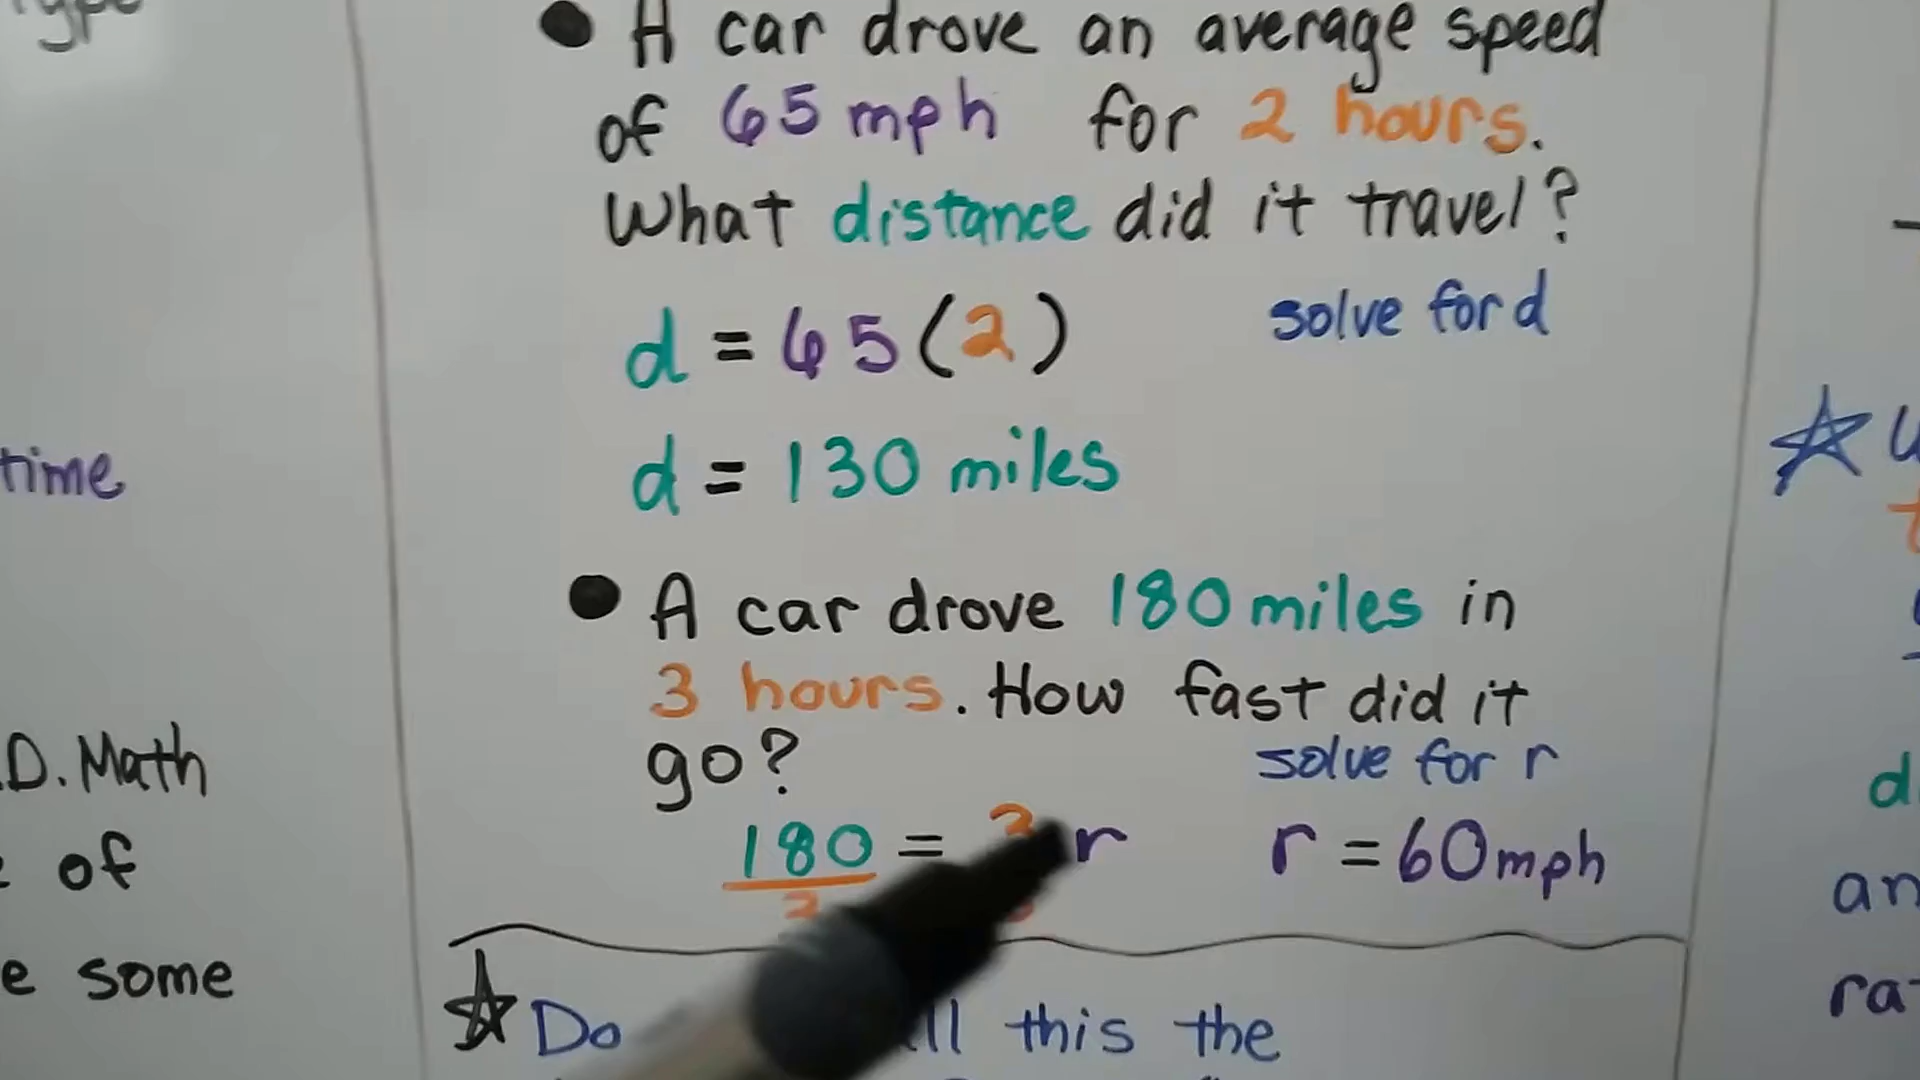 time
D. Math
of
e some
A car drove an average speed
of 65 mph for 2 hours.
What distance did it travel?
d = 65(2) solve for d
d = 130 miles
A car drove 180 miles in
3 hours. How fast did it
go? solve for r
180 = 3 r r = 60mph
3
Do this the
d
an